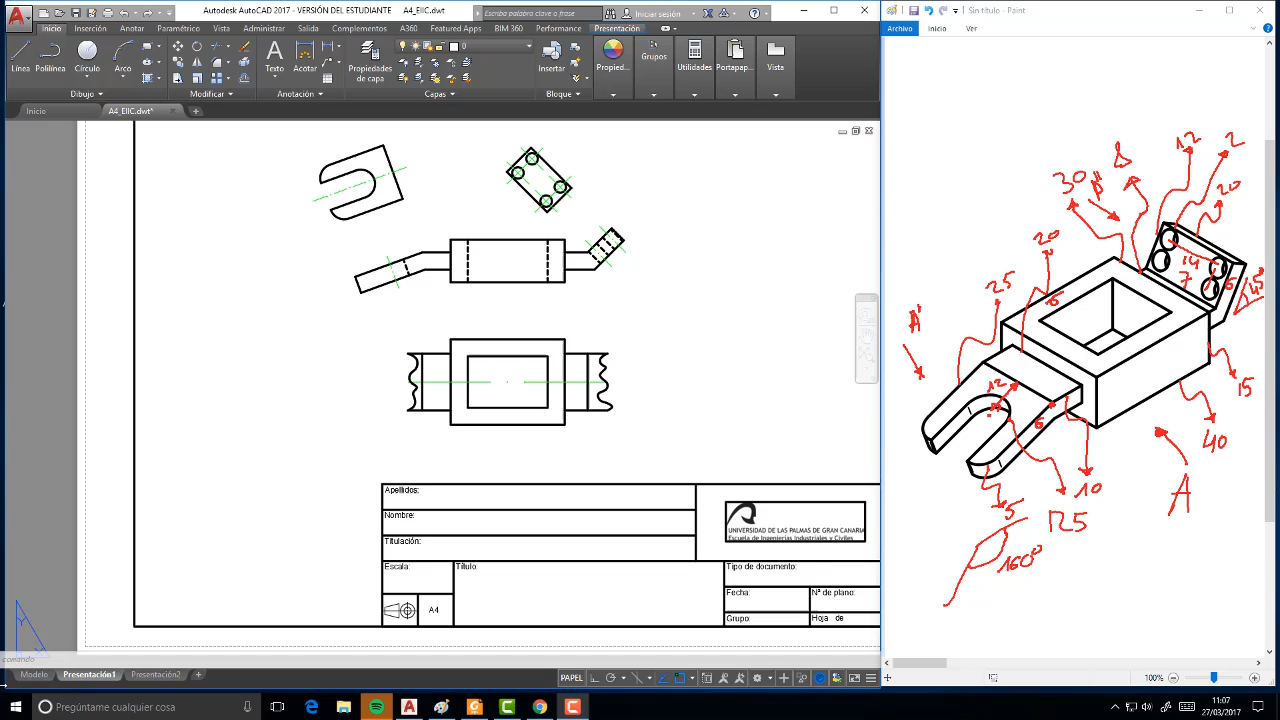 Autodesk AutoCAD 2017 - VERSIÓN DEL ESTUDIANTE A4_EIIC.dwt
Escriba palabra clave o frase
Iniciar sesión
Inicio Inserción Anotar Paramétrico Vista Administrar Salida Complementos A360 Featured Apps BIM 360 Performance Presentación
Línea Polilínea Círculo Arco
Texto Acotar
Propiedades
de capa
0
Insertar
Propied... Grupos Utilidades Portapap... Vista
Dibujo Modificar Anotación Capas Bloque
Inicio A4_EIIC.dwt*
Apellidos:
Nombre:
Titulación:
UNIVERSIDAD DE LAS PALMAS DE GRAN CANARIA
Escuela de Ingenierías Industriales y Civiles
Escala: Título: Tipo de documento:
Fecha: Nº de plano:
A4
Grupo: Hoja de
comando
Modelo Presentación1 Presentación2
PAPEL
Sin título - Paint
Archivo Inicio Ver
12
2
30
20
20
14
7
6
25
12
6
15
40
10
A
5
160°
100%
Pregúntame cualquier cosa
11:07
27/03/2017